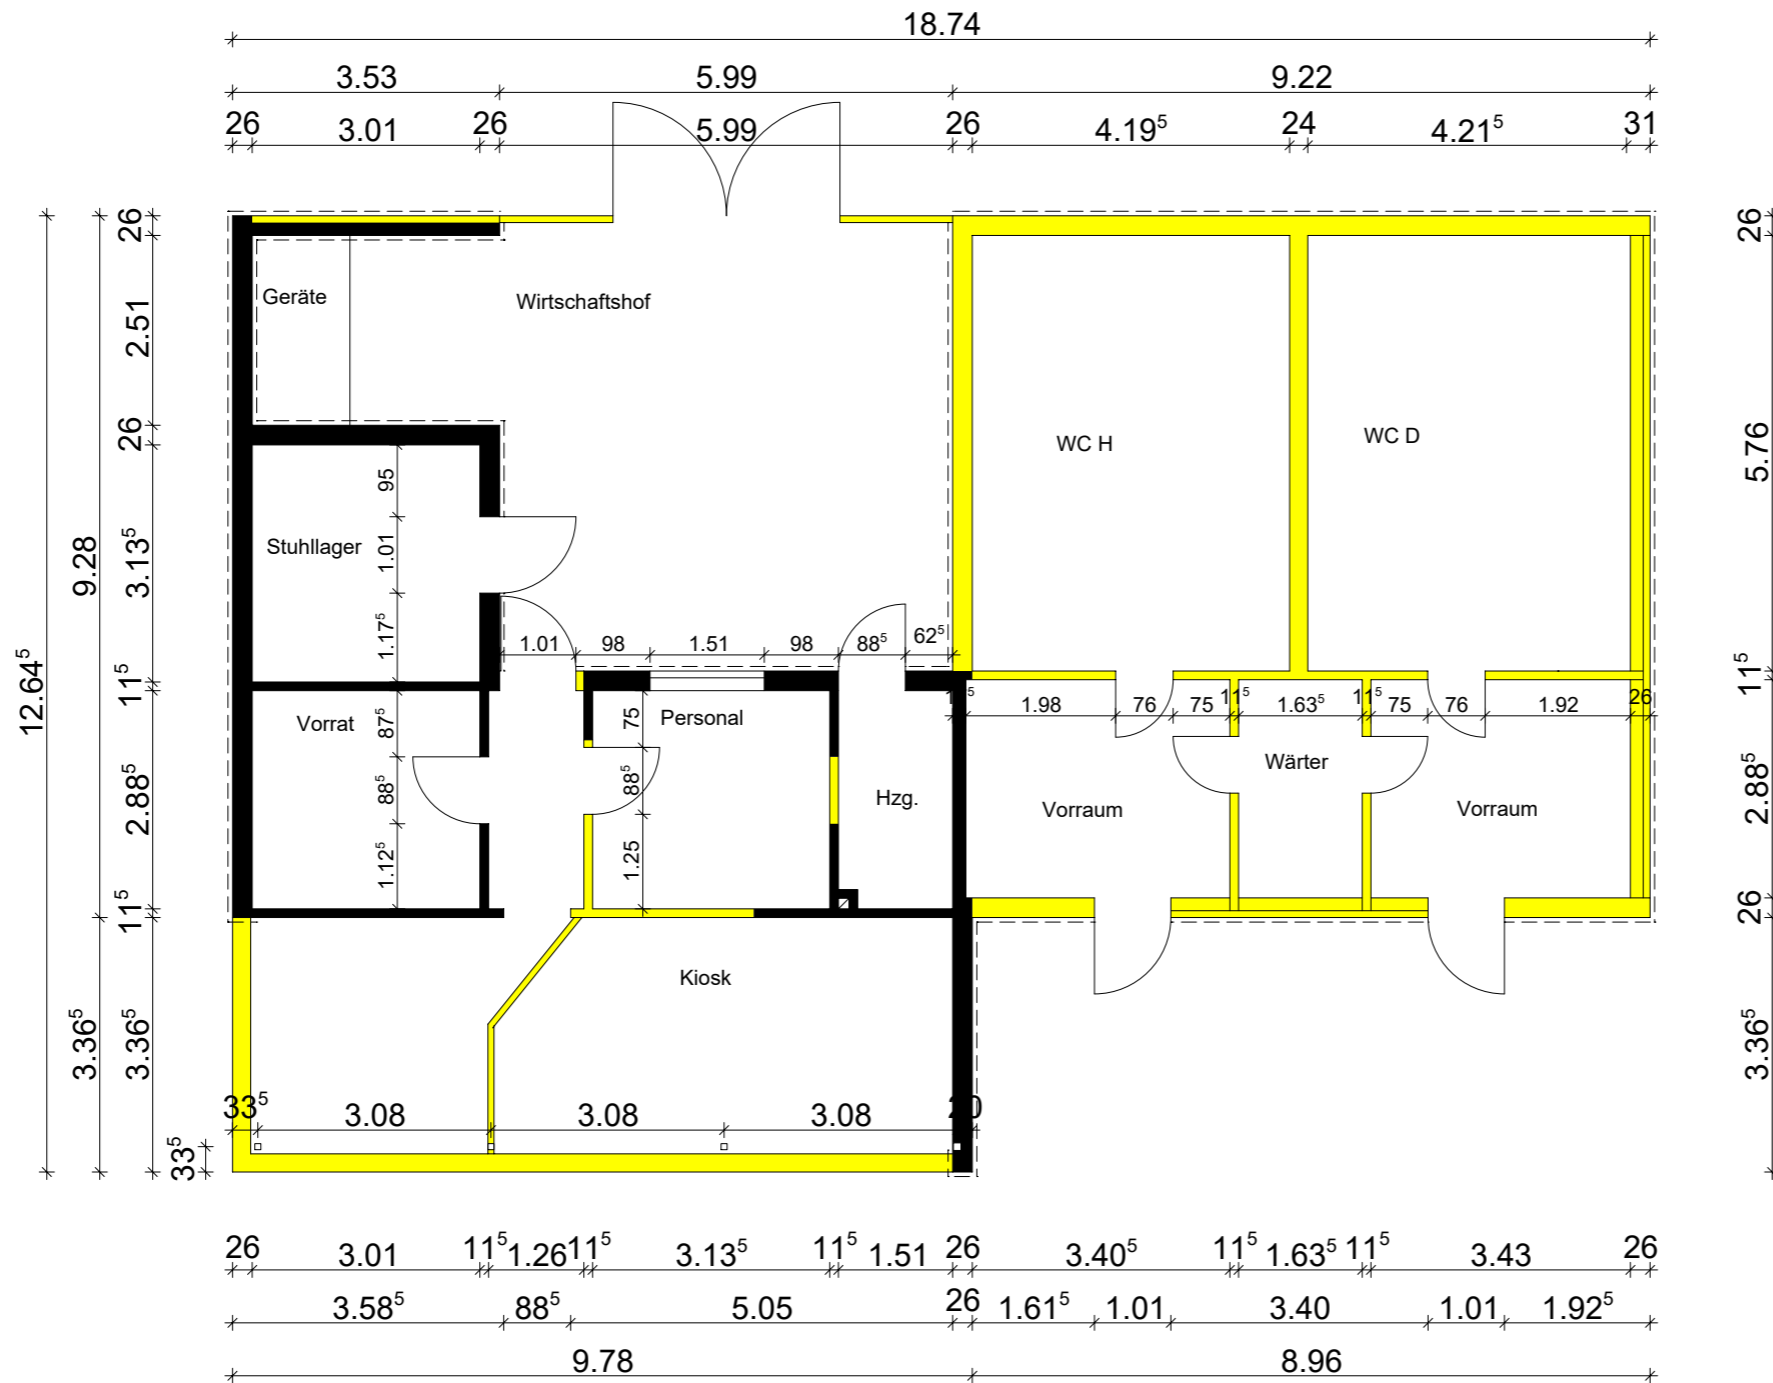 18.74
3.53 5.99 9.22
26 3.01 26 5.99 26 4.19⁵ 24 4.21⁵ 31
26 2.51 26 3.13⁵ 11⁵ 2.88⁵ 11⁵ 3.36⁵
9.28 3.36⁵
12.64⁵
33⁵
26 5.76 11⁵ 2.88⁵ 26 3.36⁵
Geräte
Wirtschaftshof
WC H
WC D
95 1.01 1.17⁵
Stuhllager
1.01 98 1.51 98 88⁵ 62⁵
Vorrat
87⁵ 88⁵ 1.12⁵
Personal
75 88⁵ 1.25
Hzg.
1.98 76 75 11⁵ 1.63⁵ 11⁵ 75 76 1.92 26
Wärter
Vorraum
Vorraum
Kiosk
33⁵ 3.08 3.08 3.08 20
26 3.01 11⁵ 1.26 11⁵ 3.13⁵ 11⁵ 1.51 26 3.40⁵ 11⁵ 1.63⁵ 11⁵ 3.43 26
3.58⁵ 88⁵ 5.05 26 1.61⁵ 1.01 3.40 1.01 1.92⁵
9.78 8.96